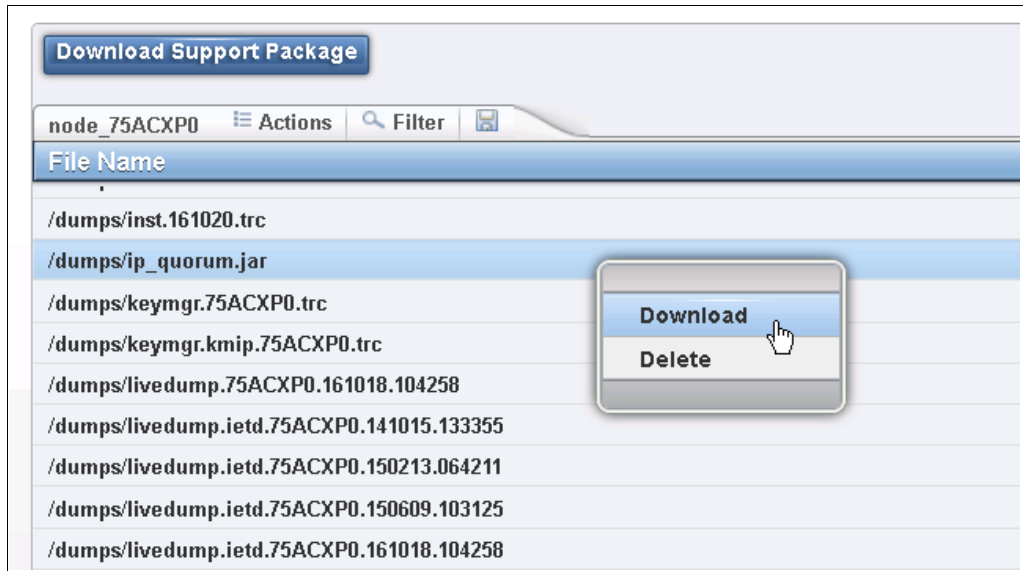 Download Support Package
node_75ACXP0 Actions Filter
File Name
/dumps/inst.161020.trc
/dumps/ip_quorum.jar
/dumps/keymgr.75ACXP0.trc
Download
/dumps/keymgr.kmip.75ACXP0.trc
Delete
/dumps/livedump.75ACXP0.161018.104258
/dumps/livedump.ietd.75ACXP0.141015.133355
/dumps/livedump.ietd.75ACXP0.150213.064211
/dumps/livedump.ietd.75ACXP0.150609.103125
/dumps/livedump.ietd.75ACXP0.161018.104258